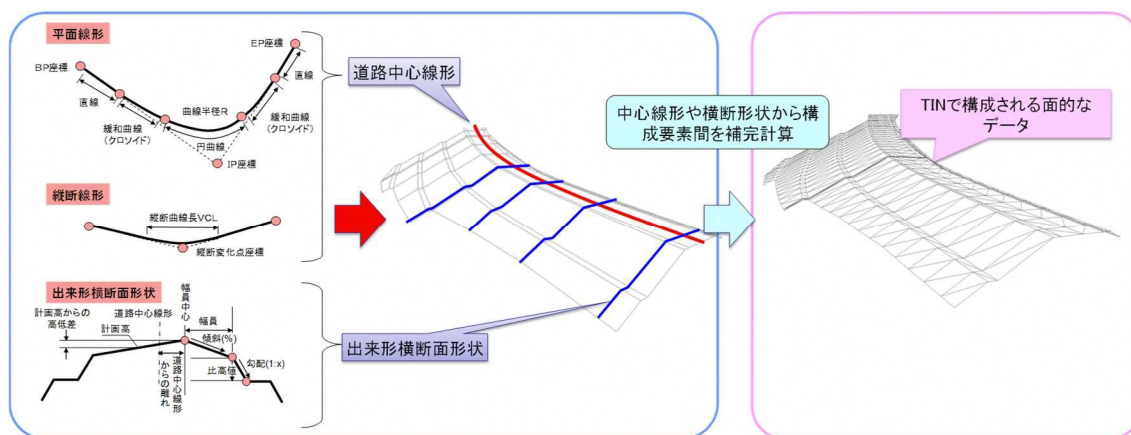 平面線形
BP座標
EP座標
直線
直線
緩和曲線
(クロソイド)
曲線半径R
円曲線
緩和曲線
(クロソイド)
IP座標
縦断線形
縦断曲線長VCL
縦断変化点座標
出来形横断面形状
計画高からの
高低差
道路中心線形
計画高
幅員中心
幅員
傾斜(%)
勾配(1:x)
比高値
道路中心線形
からの離れ
道路中心線形
出来形横断面形状
中心線形や横断形状から構
成要素間を補完計算
TINで構成される面的な
データ